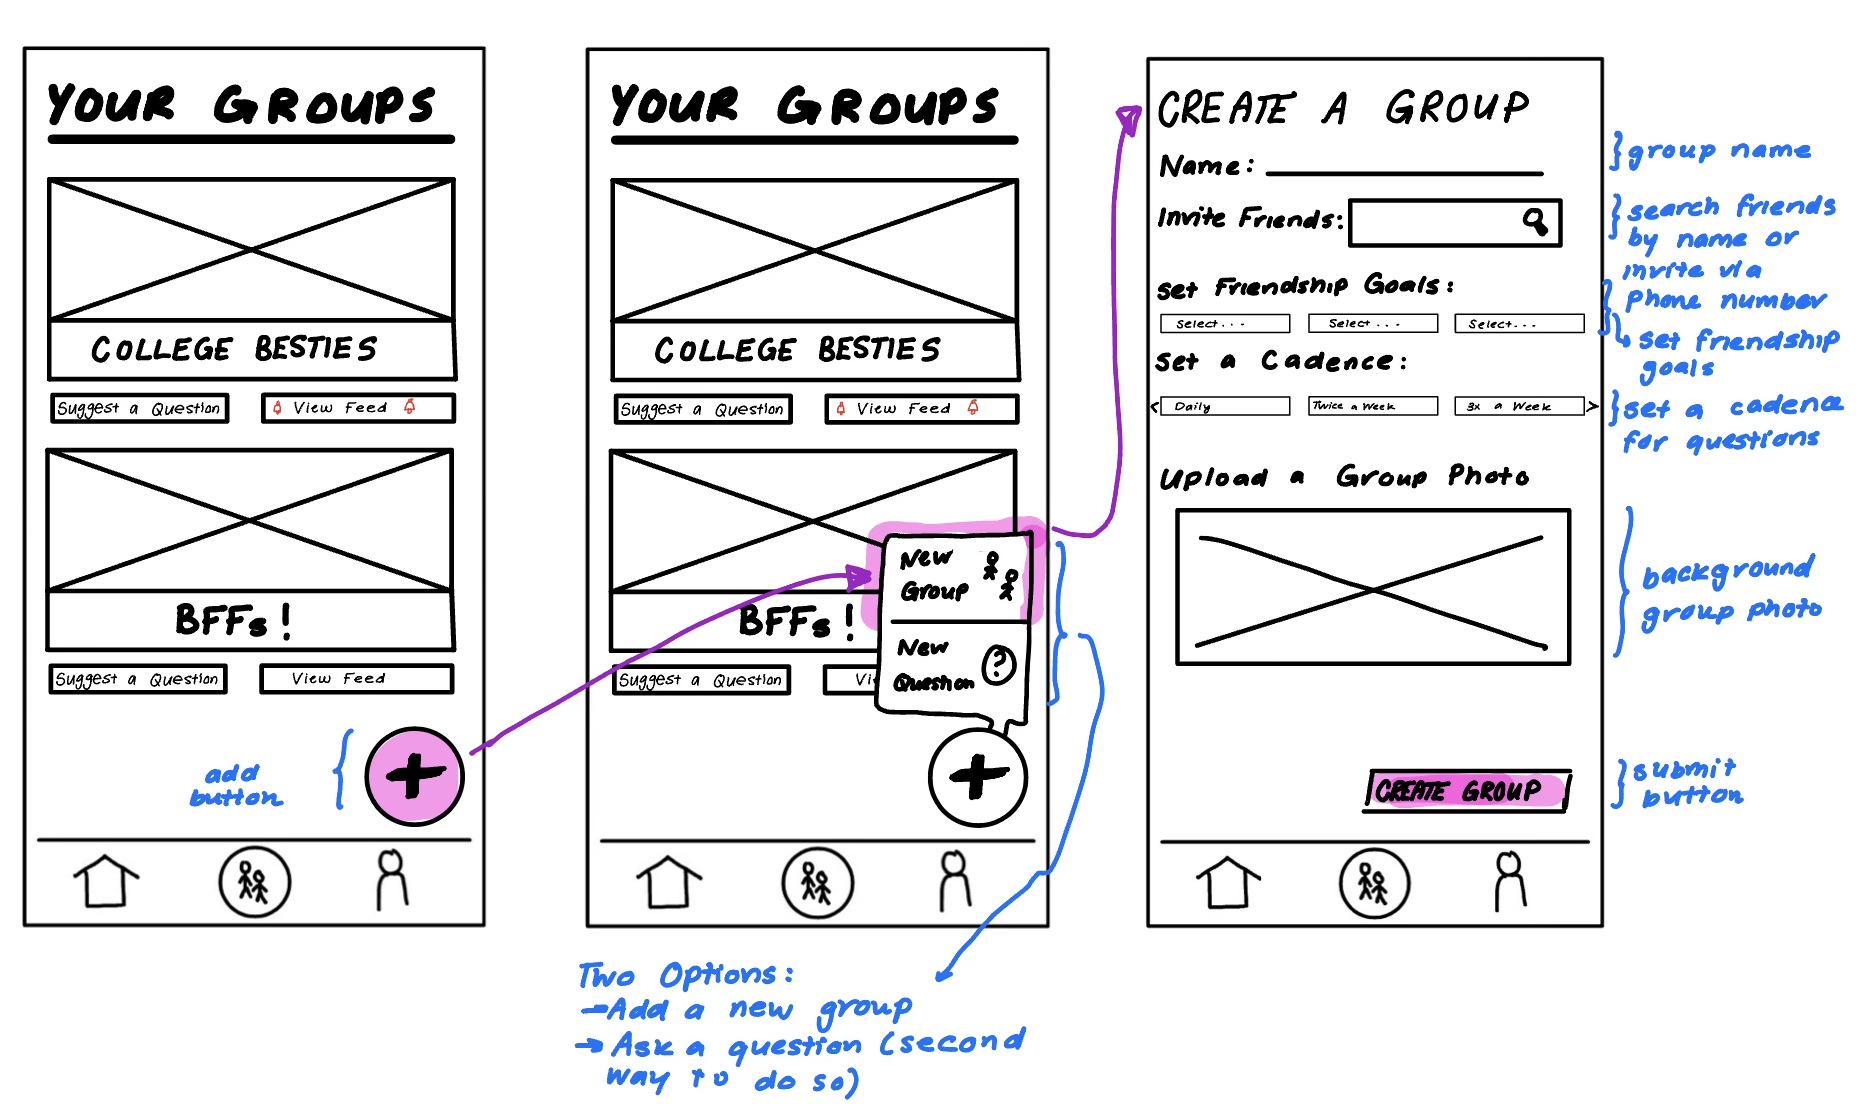 YOUR GROUPS
COLLEGE BESTIES
Suggest a Question
View Feed
BFFs!
Suggest a Question
View Feed
add
button
+
YOUR GROUPS
COLLEGE BESTIES
Suggest a Question
View Feed
BFFs!
New
Group
New
Question
?
Suggest a Question
Vi
+
Two Options:
→Add a new group
→ Ask a question (second
way to do so)
CREATE A GROUP
Name:
Invite Friends:
Set Friendship Goals:
Select...
Select...
Select...
Set a Cadence:
< Daily
Twice a Week
3x a Week >
Upload a Group Photo
CREATE GROUP
group name
search friends
by name or
invite via
phone number
↳ set friendship
goals
set a cadence
for questions
background
group photo
submit
button